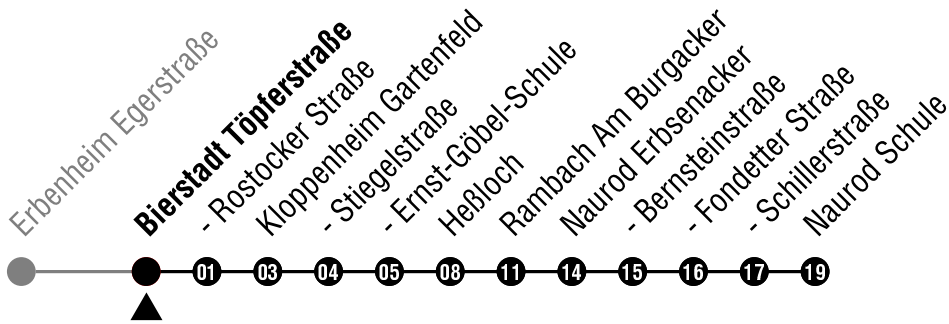 Erbenheim Egerstraße
Bierstadt Töpferstraße
- Rostocker Straße
Kloppenheim Gartenfeld
- Stiegelstraße
- Ernst-Göbel-Schule
Heßloch
Rambach Am Burgacker
Naurod Erbsenacker
- Bernsteinstraße
- Fondetter Straße
- Schillerstraße
Naurod Schule
01 03 04 05 08 11 14 15 16 17 19